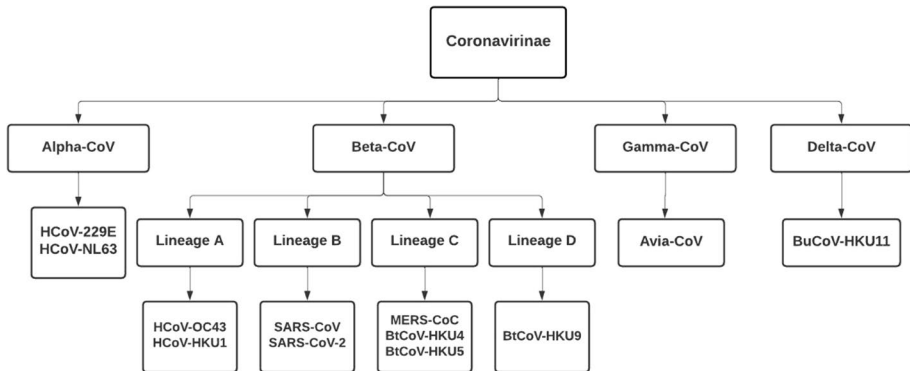 Coronavirinae
Alpha-CoV
Beta-CoV
Gamma-CoV
Delta-CoV
HCoV-229E
HCoV-NL63
Lineage A
Lineage B
Lineage C
Lineage D
Avia-CoV
BuCoV-HKU11
HCoV-OC43
HCoV-HKU1
SARS-CoV
SARS-CoV-2
MERS-CoC
BtCoV-HKU4
BtCoV-HKU5
BtCoV-HKU9